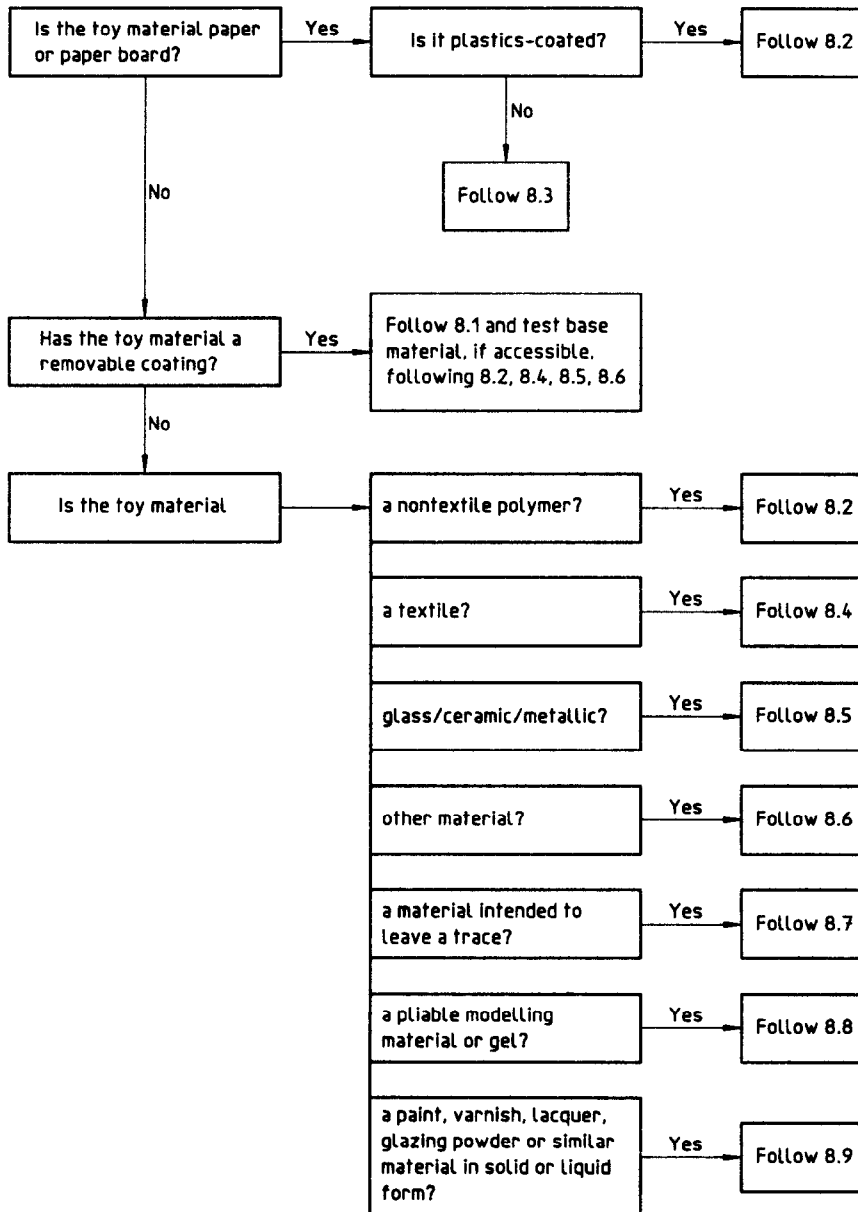 Is the toy material paper
or paper board?
Yes
Is it plastics-coated?
Yes
Follow 8.2
No
Follow 8.3
No
Has the toy material a
removable coating?
Yes
Follow 8.1 and test base
material, if accessible,
following 8.2, 8.4, 8.5, 8.6
No
Is the toy material
a nontextile polymer?
Yes
Follow 8.2
a textile?
Yes
Follow 8.4
glass/ceramic/metallic?
Yes
Follow 8.5
other material?
Yes
Follow 8.6
a material intended to
leave a trace?
Yes
Follow 8.7
a pliable modelling
material or gel?
Yes
Follow 8.8
a paint, varnish, lacquer,
glazing powder or similar
material in solid or liquid
form?
Yes
Follow 8.9